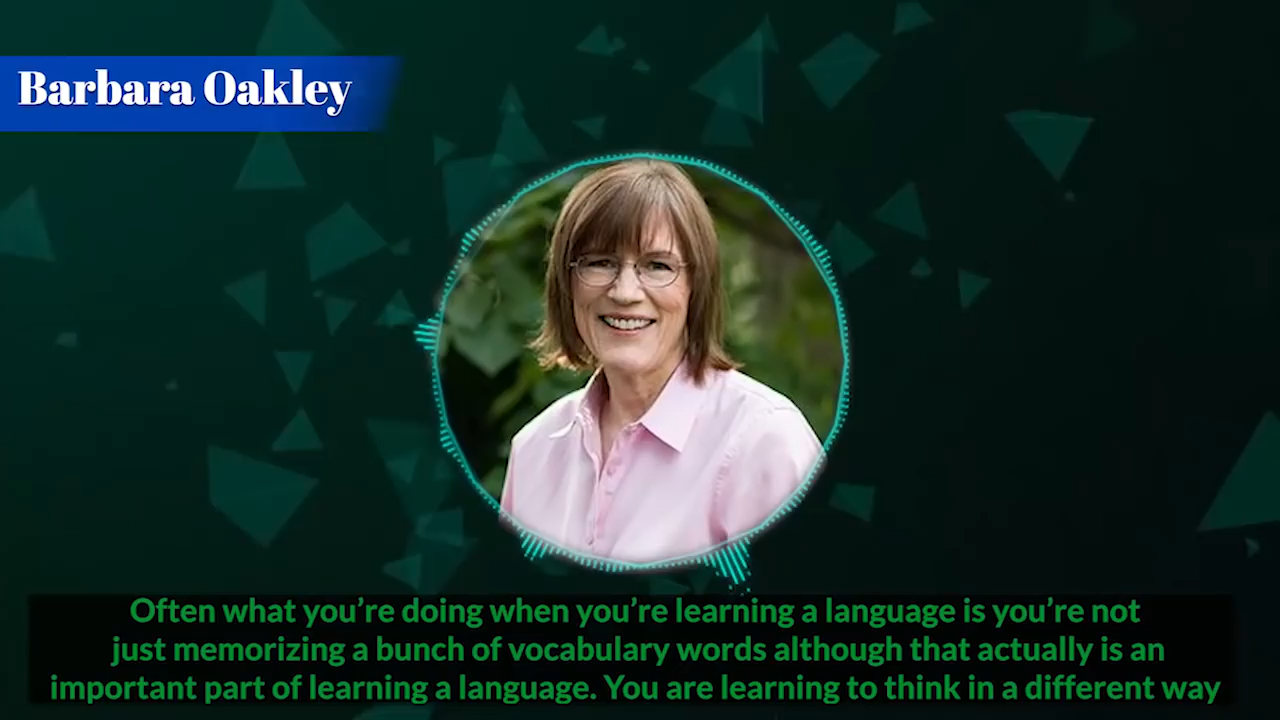 Barbara Oakley
Often what you’re doing when you’re learning a language is you’re not
just memorizing a bunch of vocabulary words although that actually is an
important part of learning a language. You are learning to think in a different way